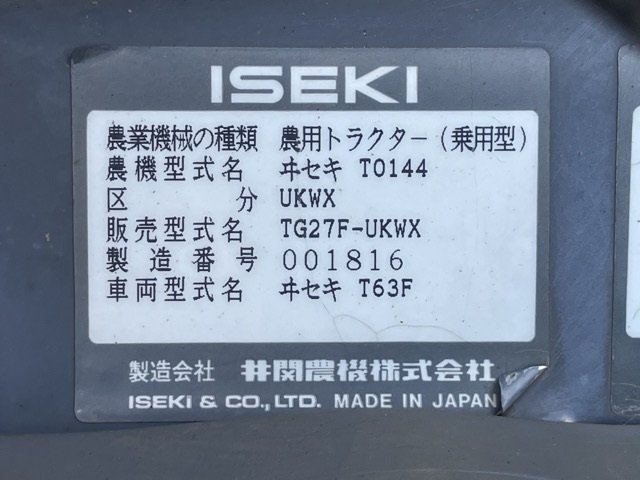 ISEKI
農業機械の種類 農用トラクター(乗用型)
農機型式名 ヰセキ T0144
区分 UKWX
販売型式名 TG27F-UKWX
製造番号 001816
車両型式名 ヰセキ T63F
製造会社 井関農機株式会社
ISEKI & CO.,LTD. MADE IN JAPAN